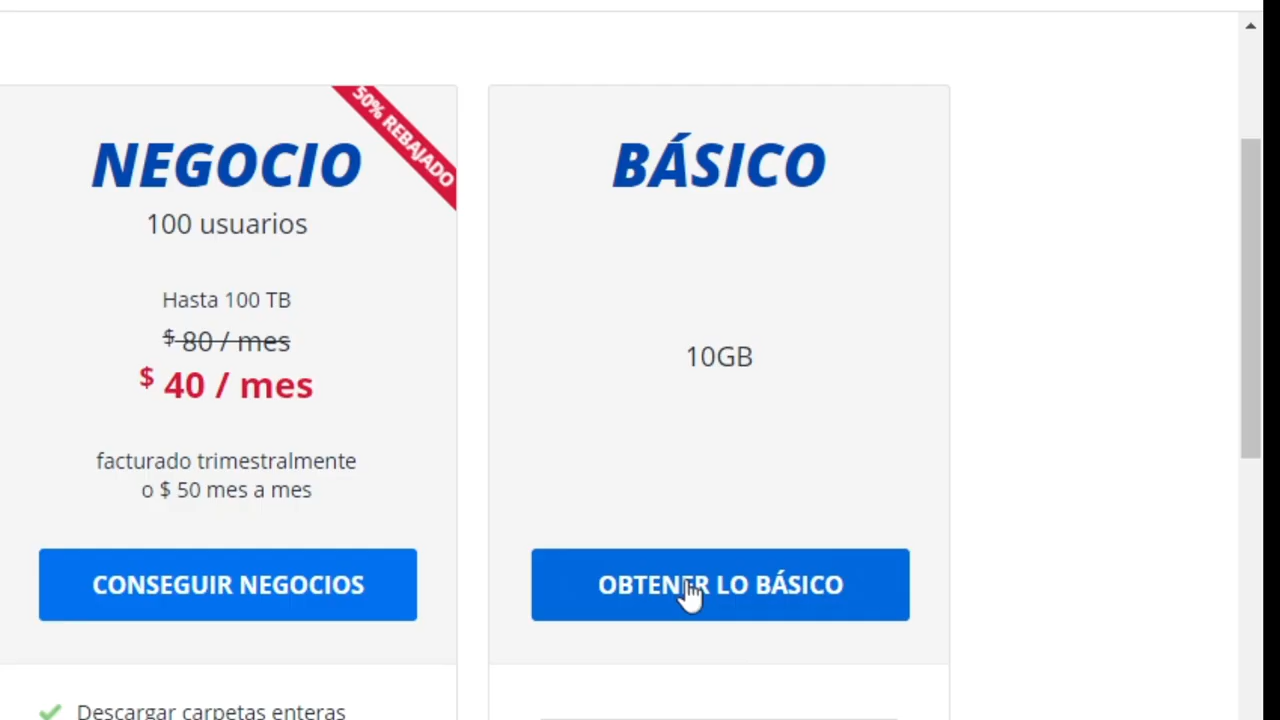 50% REBAJADO
NEGOCIO
100 usuarios
Hasta 100 TB
$ 80 / mes
$ 40 / mes
facturado trimestralmente
o $ 50 mes a mes
CONSEGUIR NEGOCIOS
Descargar carpetas enteras
BÁSICO
10GB
OBTENER LO BÁSICO